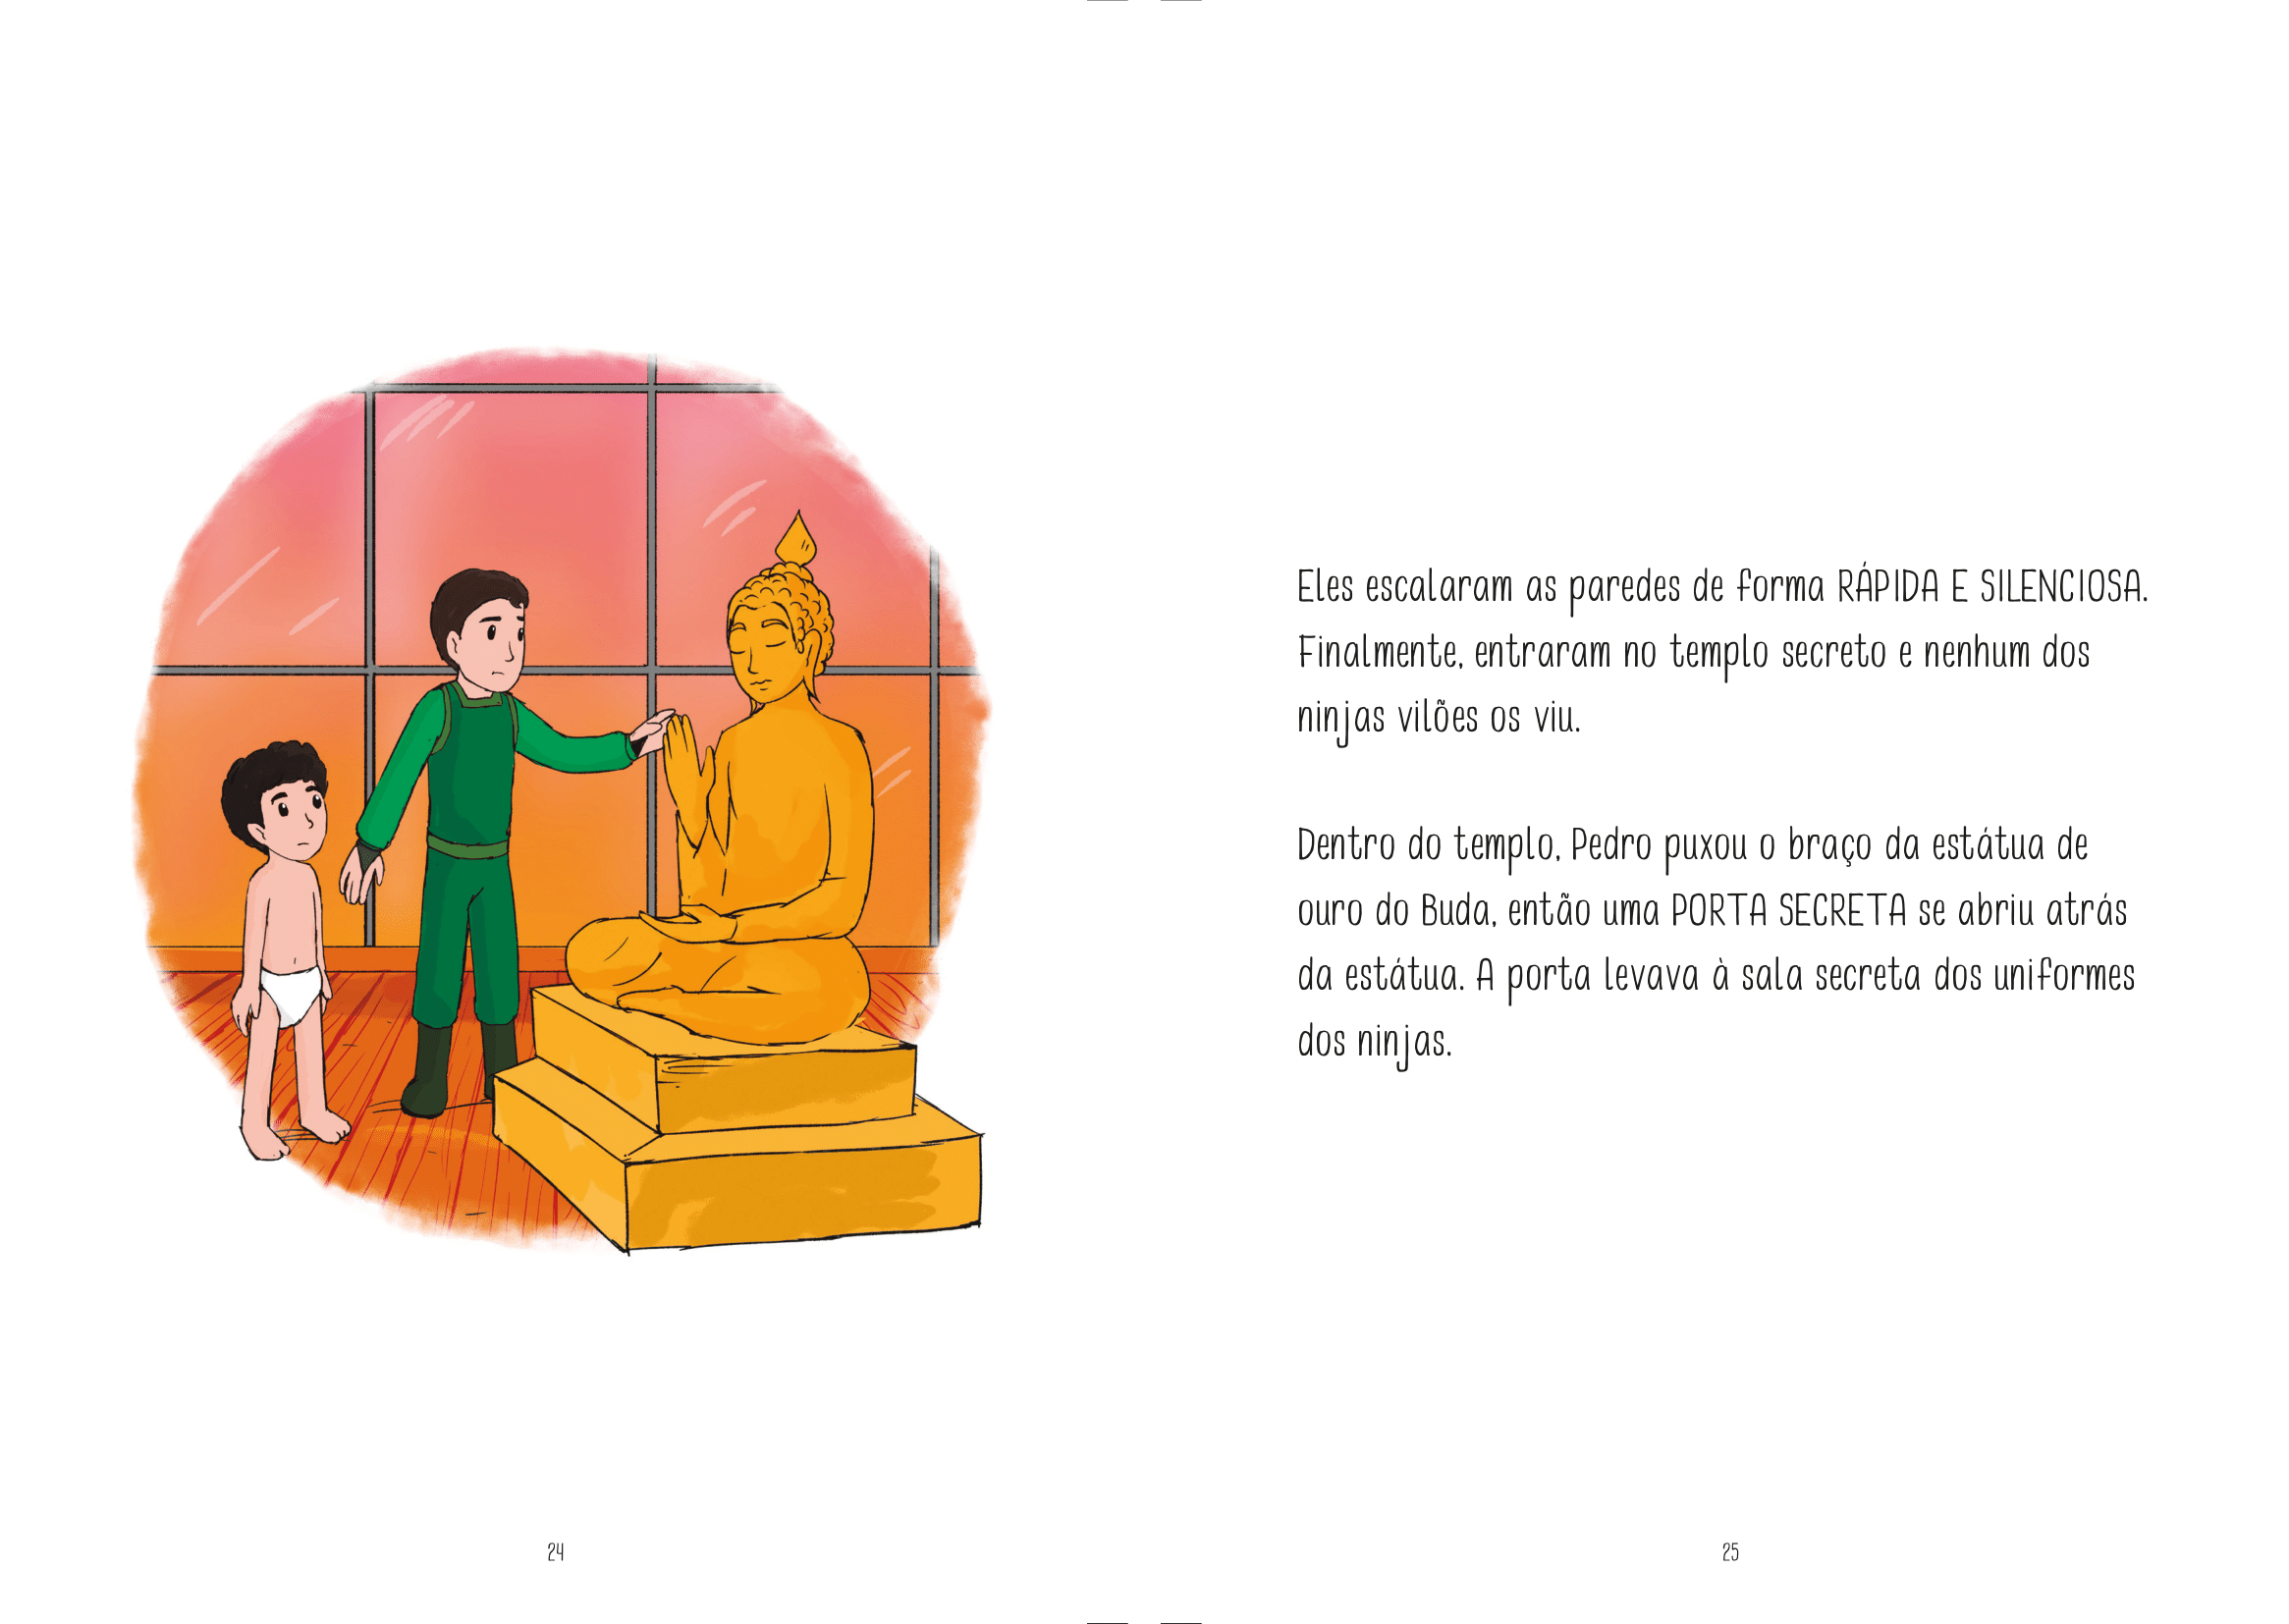 Eles escalaram as paredes de forma RÁPIDA E SILENCIOSA.
Finalmente, entraram no templo secreto e nenhum dos
ninjas vilões os viu.
Dentro do templo, Pedro puxou o braço da estátua de
ouro do Buda, então uma PORTA SECRETA se abriu atrás
da estátua. A porta levava à sala secreta dos uniformes
dos ninjas.
24
25